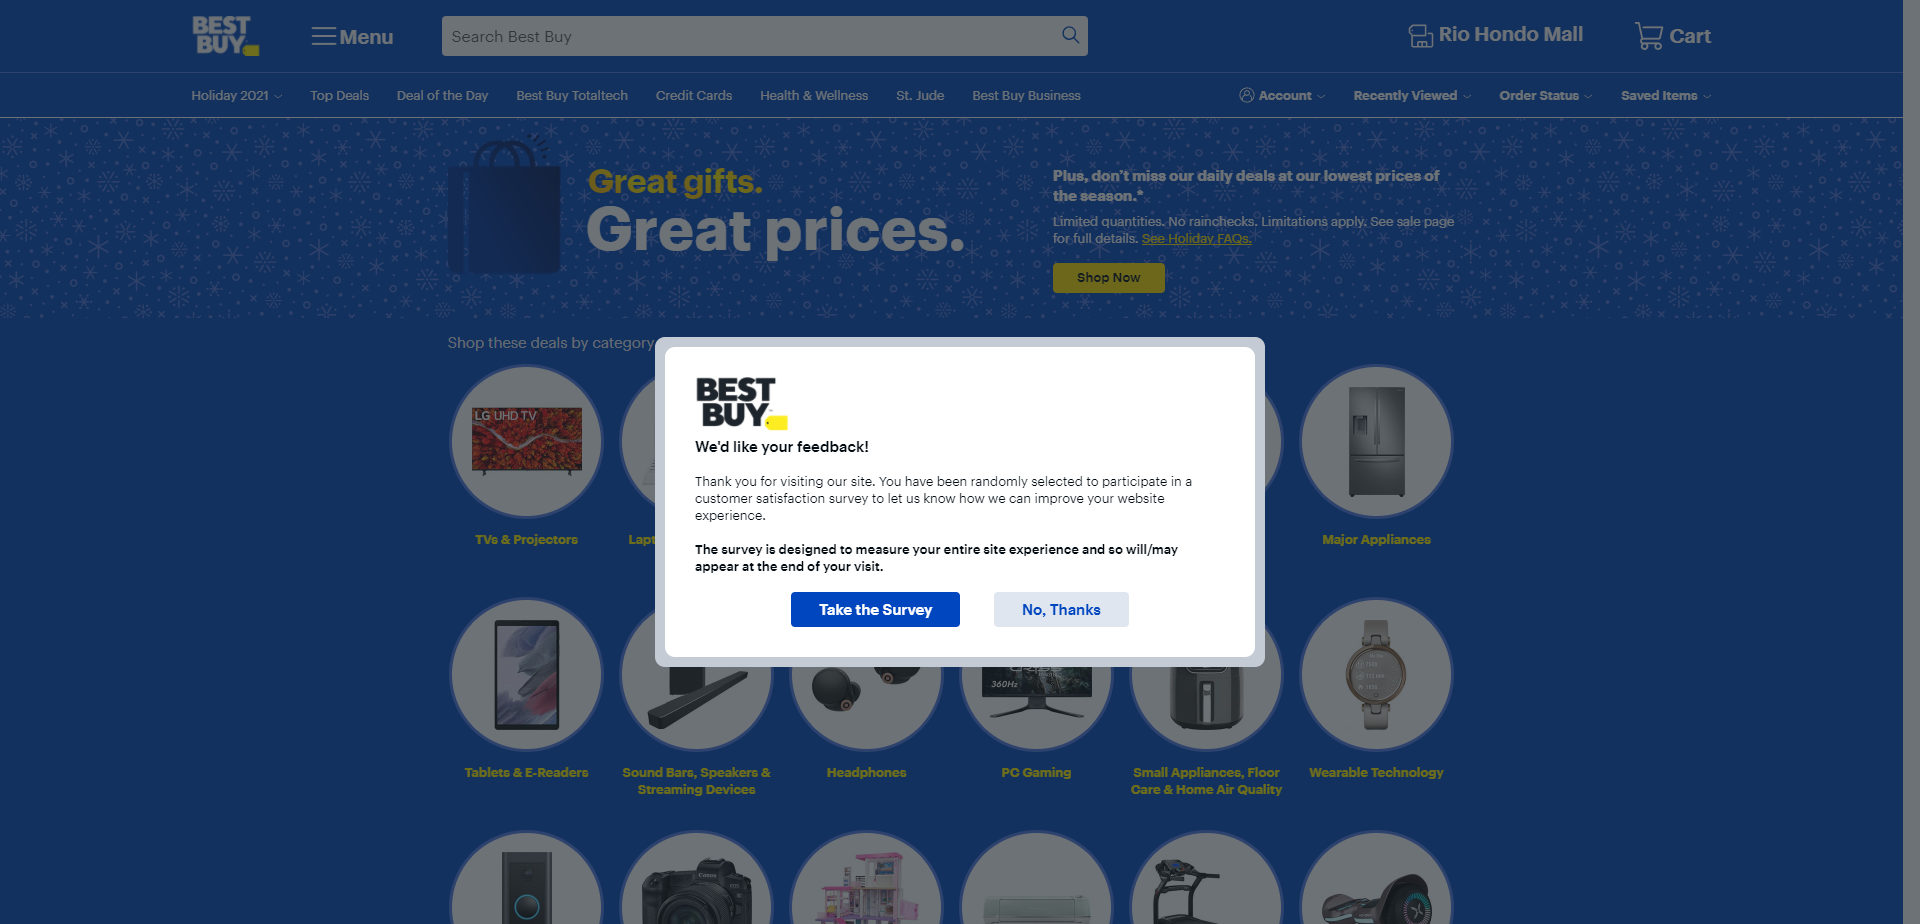 BEST BUY
Menu
Search Best Buy
Rio Hondo Mall
Cart
Holiday 2021
Top Deals
Deal of the Day
Best Buy Totaltech
Credit Cards
Health & Wellness
St. Jude
Best Buy Business
Account
Recently Viewed
Order Status
Saved Items
Great gifts.
Great prices.
Plus, don't miss our daily deals at our lowest prices of
the season.*
Limited quantities. No rainchecks. Limitations apply. See sale page
for full details. See Holiday FAQs.
Shop Now
Shop these deals by category
BEST
BUY
We'd like your feedback!
Thank you for visiting our site. You have been randomly selected to participate in a
customer satisfaction survey to let us know how we can improve your website
experience.
The survey is designed to measure your entire site experience and so will/may
appear at the end of your visit.
Take the Survey
No, Thanks
LG UHD TV
TVs & Projectors
Major Appliances
360Hz
Tablets & E-Readers
Sound Bars, Speakers &
Streaming Devices
Headphones
PC Gaming
Small Appliances, Floor
Care & Home Air Quality
Wearable Technology
Canon